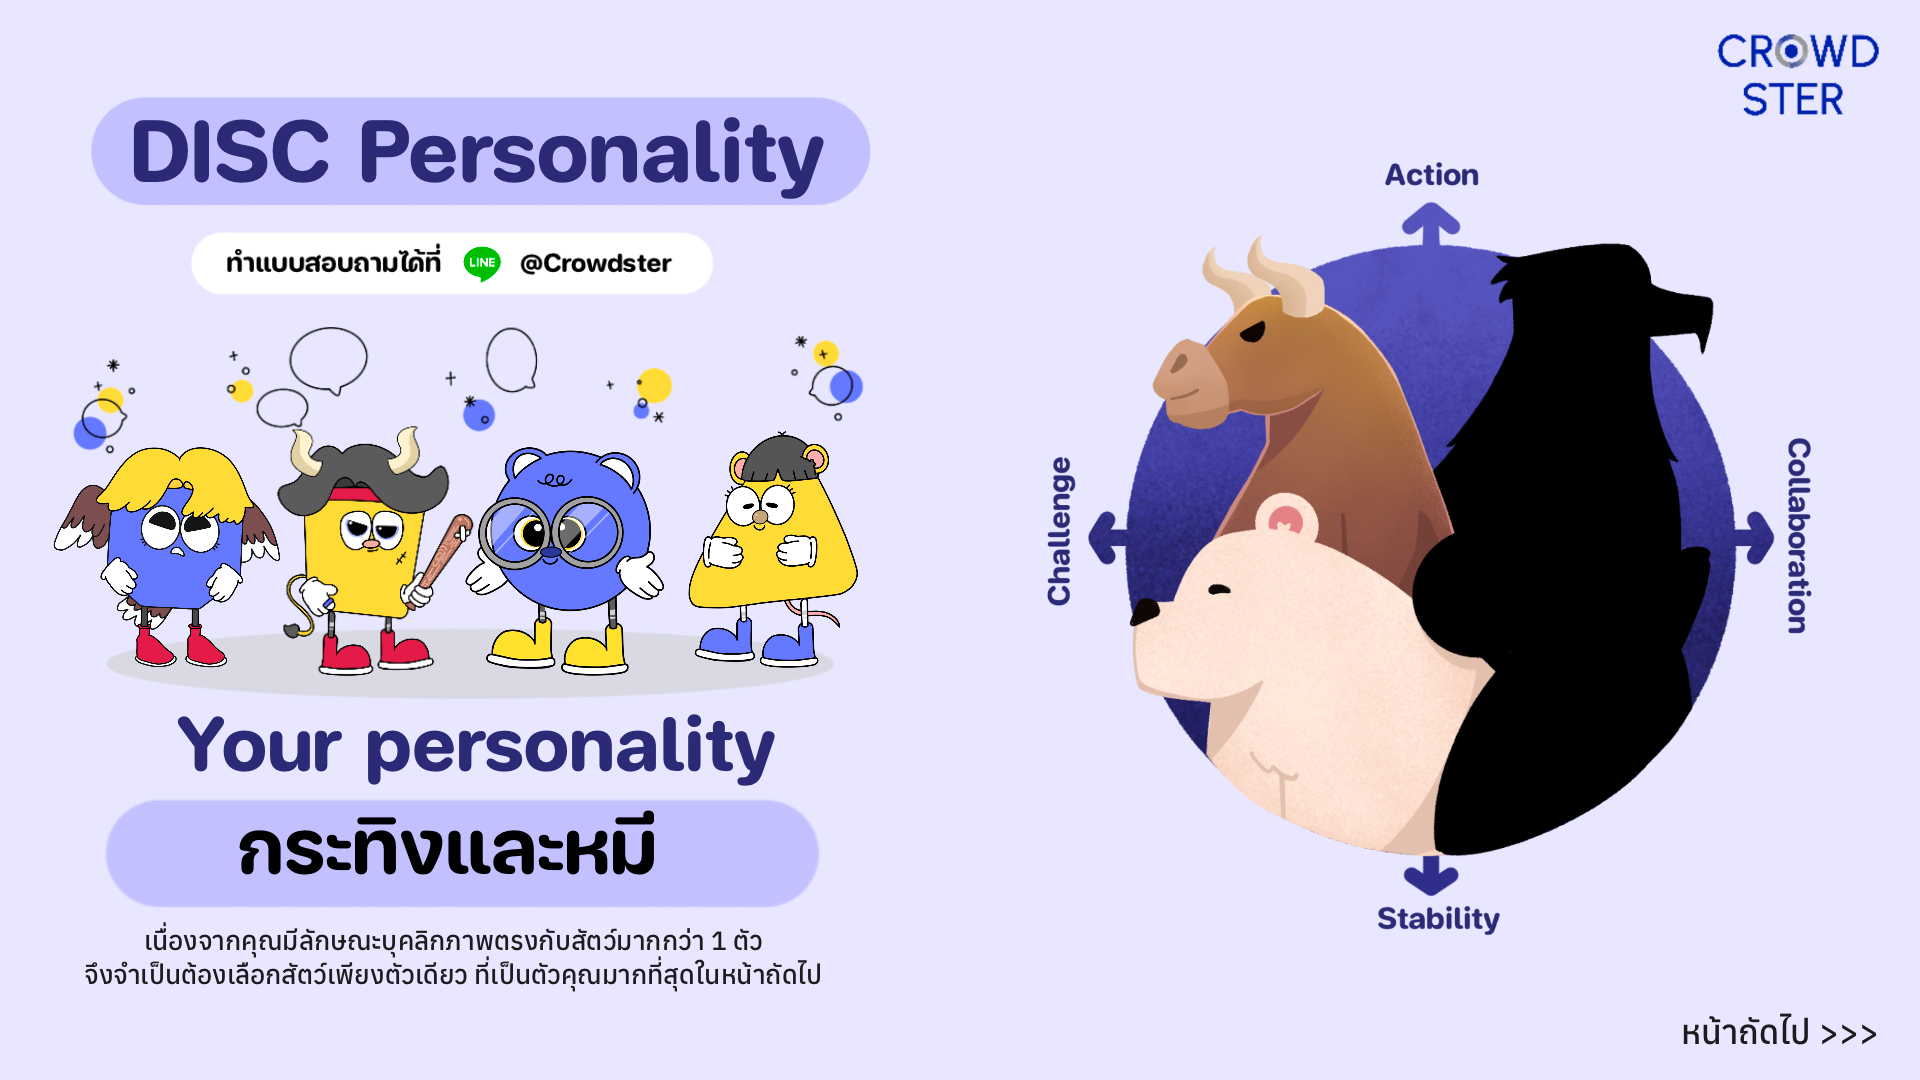 CROWD
STER
DISC Personality
ทำแบบสอบถามได้ที่ LINE @Crowdster
Your personality
กระทิงและหมี
เนื่องจากคุณมีลักษณะบุคลิกภาพตรงกับสัตว์มากกว่า 1 ตัว
จึงจำเป็นต้องเลือกสัตว์เพียงตัวเดียว ที่เป็นตัวคุณมากที่สุดในหน้าถัดไป
Action
Challenge
Collaboration
Stability
หน้าถัดไป >>>